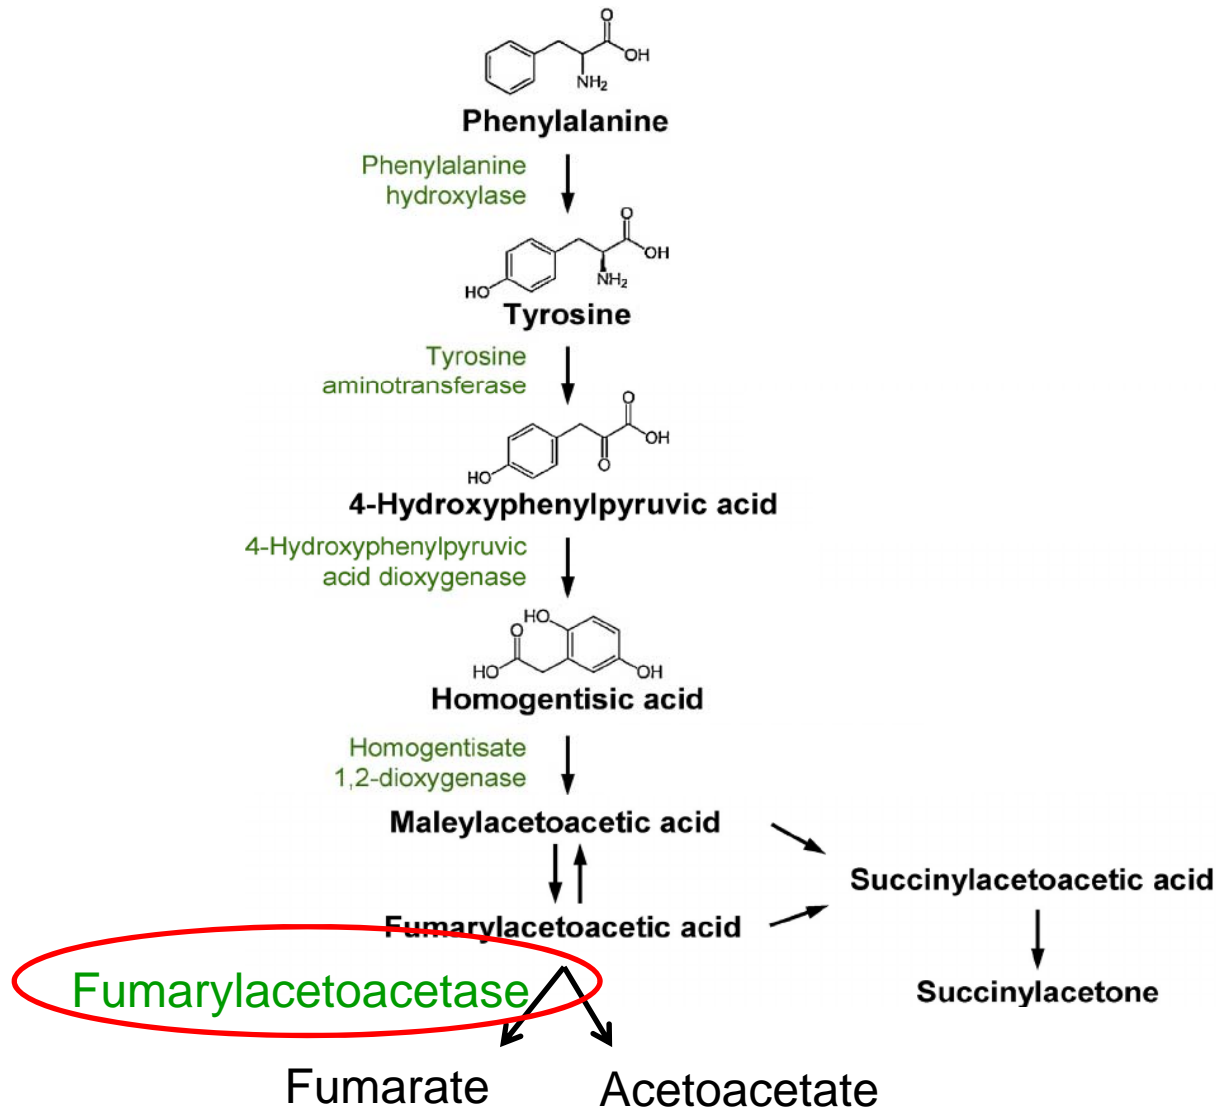 O
OH
NH2
Phenylalanine
Phenylalanine
hydroxylase
O
OH
NH2
HO
Tyrosine
Tyrosine
aminotransferase
O
OH
O
HO
4-Hydroxyphenylpyruvic acid
4-Hydroxyphenylpyruvic
acid dioxygenase
HO
O
HO
OH
Homogentisic acid
Homogentisate
1,2-dioxygenase
Maleylacetoacetic acid
Succinylacetoacetic acid
Fumarylacetoacetic acid
Fumarylacetoacetase
Succinylacetone
Fumarate
Acetoacetate